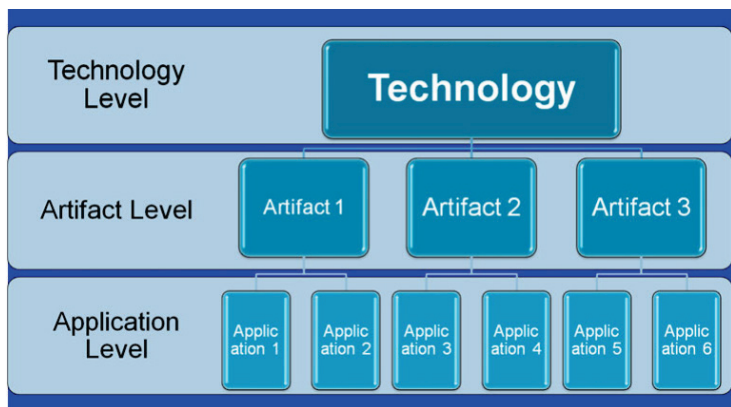 Technology
Level
Technology
Artifact Level
Artifact 1
Artifact 2
Artifact 3
Application
Level
Applic
ation 1
Applic
ation 2
Applic
ation 3
Applic
ation 4
Applic
ation 5
Applic
ation 6